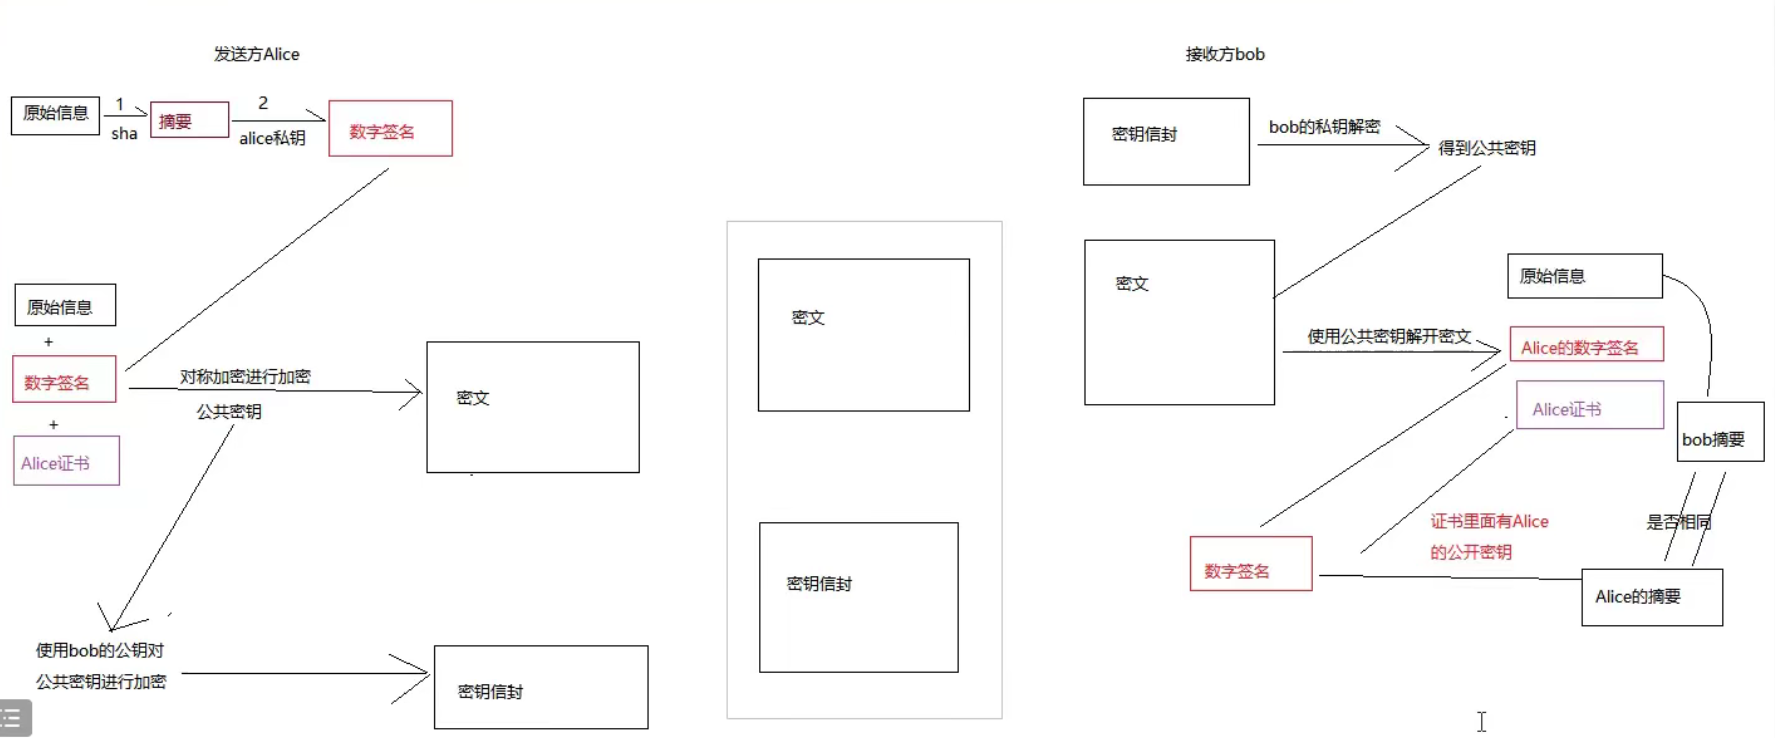 发送方Alice
原始信息
1
sha
摘要
2
alice私钥
数字签名
原始信息
+
数字签名
+
Alice证书
对称加密进行加密
公共密钥
密文
使用bob的公钥对
公共密钥进行加密
密钥信封
密文
密钥信封
接收方bob
密钥信封
bob的私钥解密
得到公共密钥
密文
使用公共密钥解开密文
原始信息
Alice的数字签名
Alice证书
bob摘要
是否相同
证书里面有Alice
的公开密钥
数字签名
Alice的摘要